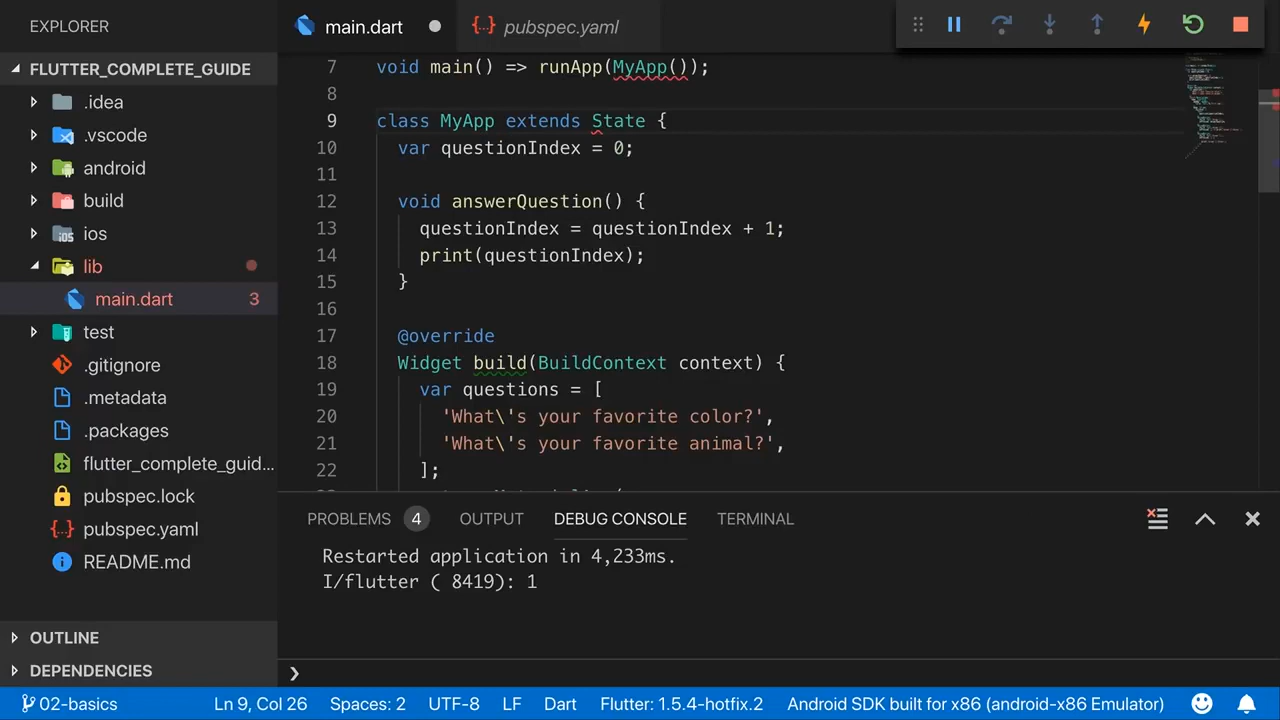 EXPLORER
FLUTTER_COMPLETE_GUIDE
.idea
.vscode
android
build
ios
lib
main.dart 3
test
.gitignore
.metadata
.packages
flutter_complete_guid...
pubspec.lock
pubspec.yaml
README.md
OUTLINE
DEPENDENCIES
main.dart
{..} pubspec.yaml
7 void main() => runApp(MyApp());
8
9 class MyApp extends State {
10 var questionIndex = 0;
11
12 void answerQuestion() {
13 questionIndex = questionIndex + 1;
14 print(questionIndex);
15 }
16
17 @override
18 Widget build(BuildContext context) {
19 var questions = [
20 'What\'s your favorite color?',
21 'What\'s your favorite animal?',
22 ];
PROBLEMS 4 OUTPUT DEBUG CONSOLE TERMINAL
Restarted application in 4,233ms.
I/flutter ( 8419): 1
02-basics Ln 9, Col 26 Spaces: 2 UTF-8 LF Dart Flutter: 1.5.4-hotfix.2 Android SDK built for x86 (android-x86 Emulator)